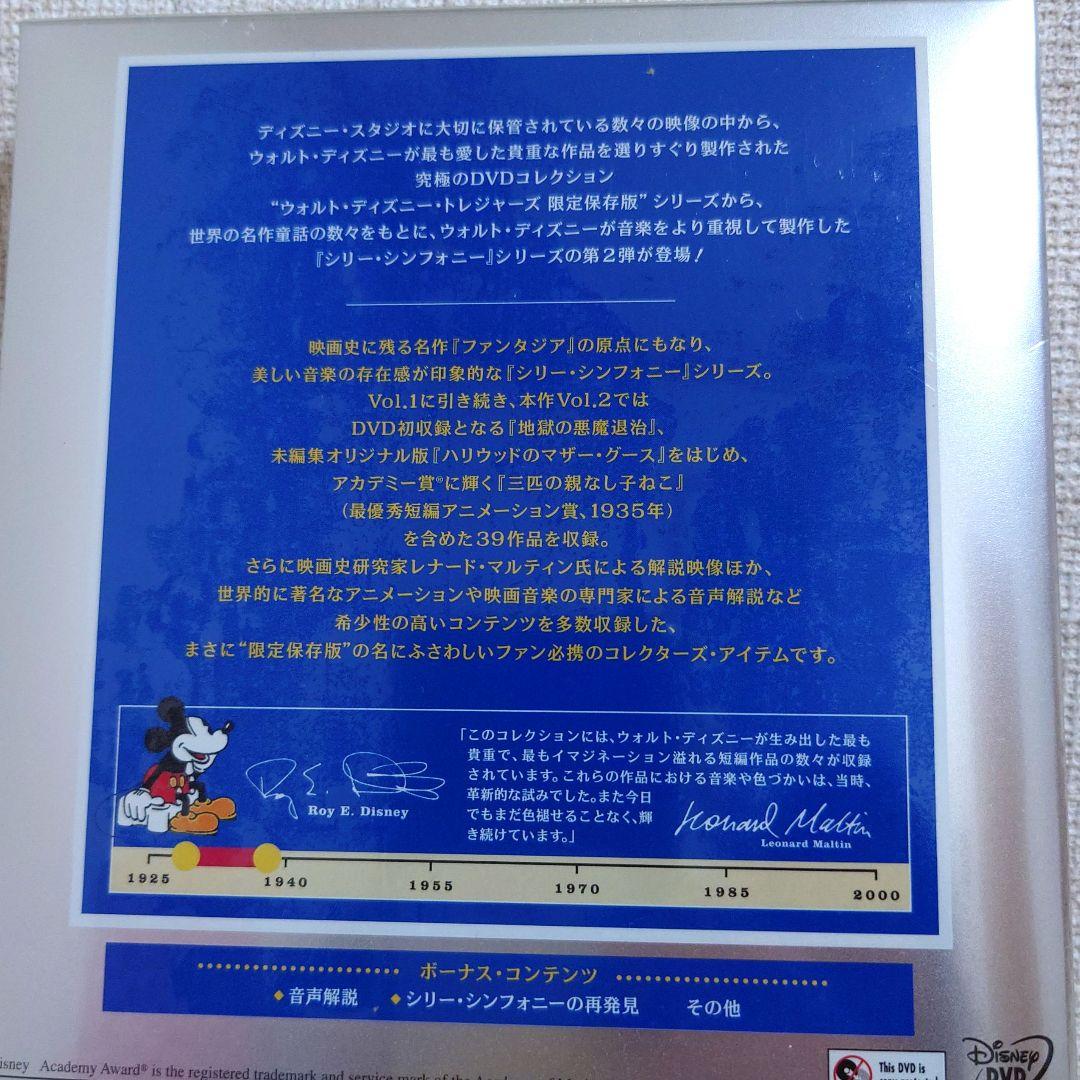 ディズニー・スタジオに大切に保管されている数々の映像の中から、
ウォルト・ディズニーが最も愛した貴重な作品を選りすぐり製作された
究極のDVDコレクション
“ウォルト・ディズニー・トレジャーズ 限定保存版” シリーズから、
世界の名作童話の数々をもとに、ウォルト・ディズニーが音楽をより重視して製作した
『シリー・シンフォニー』シリーズの第2弾が登場!
映画史に残る名作『ファンタジア』の原点にもなり、
美しい音楽の存在感が印象的な『シリー・シンフォニー』シリーズ。
Vol.1に引き続き、本作Vol.2では
DVD初収録となる『地獄の悪魔退治』、
未編集オリジナル版『ハリウッドのマザー・グース』をはじめ、
アカデミー賞®に輝く『三匹の親なし子ねこ』
(最優秀短編アニメーション賞、1935年)
を含めた39作品を収録。
さらに映画史研究家レナード・マルティン氏による解説映像ほか、
世界的に著名なアニメーションや映画音楽の専門家による音声解説など
希少性の高いコンテンツを多数収録した、
まさに“限定保存版”の名にふさわしいファン必携のコレクターズ・アイテムです。
Roy E. Disney
Roy E. Disney
「このコレクションには、ウォルト・ディズニーが生み出した最も
貴重で、最もイマジネーション溢れる短編作品の数々が収録
されています。これらの作品における音楽や色づかいは、当時、
革新的な試みでした。また今日
でもまだ色褪せることなく、輝
き続けています。」
Leonard Maltin
Leonard Maltin
1925 1940 1955 1970 1985 2000
ボーナス・コンテンツ
◆音声解説 ◆シリー・シンフォニーの再発見 その他
isney Academy Award® is the registered trademark and service mark of the
This DVD is
Disney
DVD